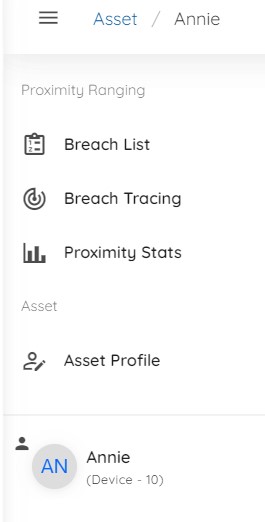 Asset / Annie
Proximity Ranging
Breach List
Breach Tracing
Proximity Stats
Asset
Asset Profile
AN
Annie
(Device - 10)